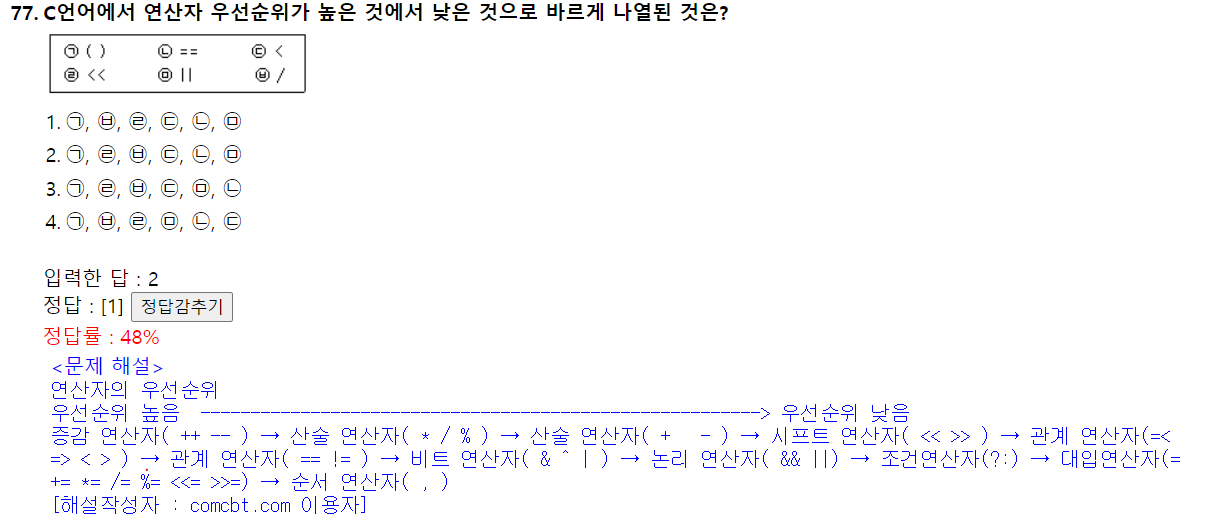 77. C언어에서 연산자 우선순위가 높은 것에서 낮은 것으로 바르게 나열된 것은?
㉠ ( ) ㉡ == ㉢ <
㉣ << ㉤ || ㉥ /
1. ㉠, ㉥, ㉣, ㉢, ㉡, ㉤
2. ㉠, ㉣, ㉥, ㉢, ㉡, ㉤
3. ㉠, ㉣, ㉥, ㉢, ㉤, ㉡
4. ㉠, ㉥, ㉣, ㉤, ㉡, ㉢
입력한 답 : 2
정답 : [1] 정답감추기
정답률 : 48%
<문제 해설>
연산자의 우선순위
우선순위 높음 --------------------------------------------------------> 우선순위 낮음
증감 연산자( ++ -- ) → 산술 연산자( * / % ) → 산술 연산자( + - ) → 시프트 연산자( << >> ) → 관계 연산자(=<
=> < > ) → 관계 연산자( == != ) → 비트 연산자( & ^ | ) → 논리 연산자( && ||) → 조건연산자(?:) → 대입연산자(=
+= *= /= %= <<= >>=) → 순서 연산자( , )
[해설작성자 : comcbt.com 이용자]